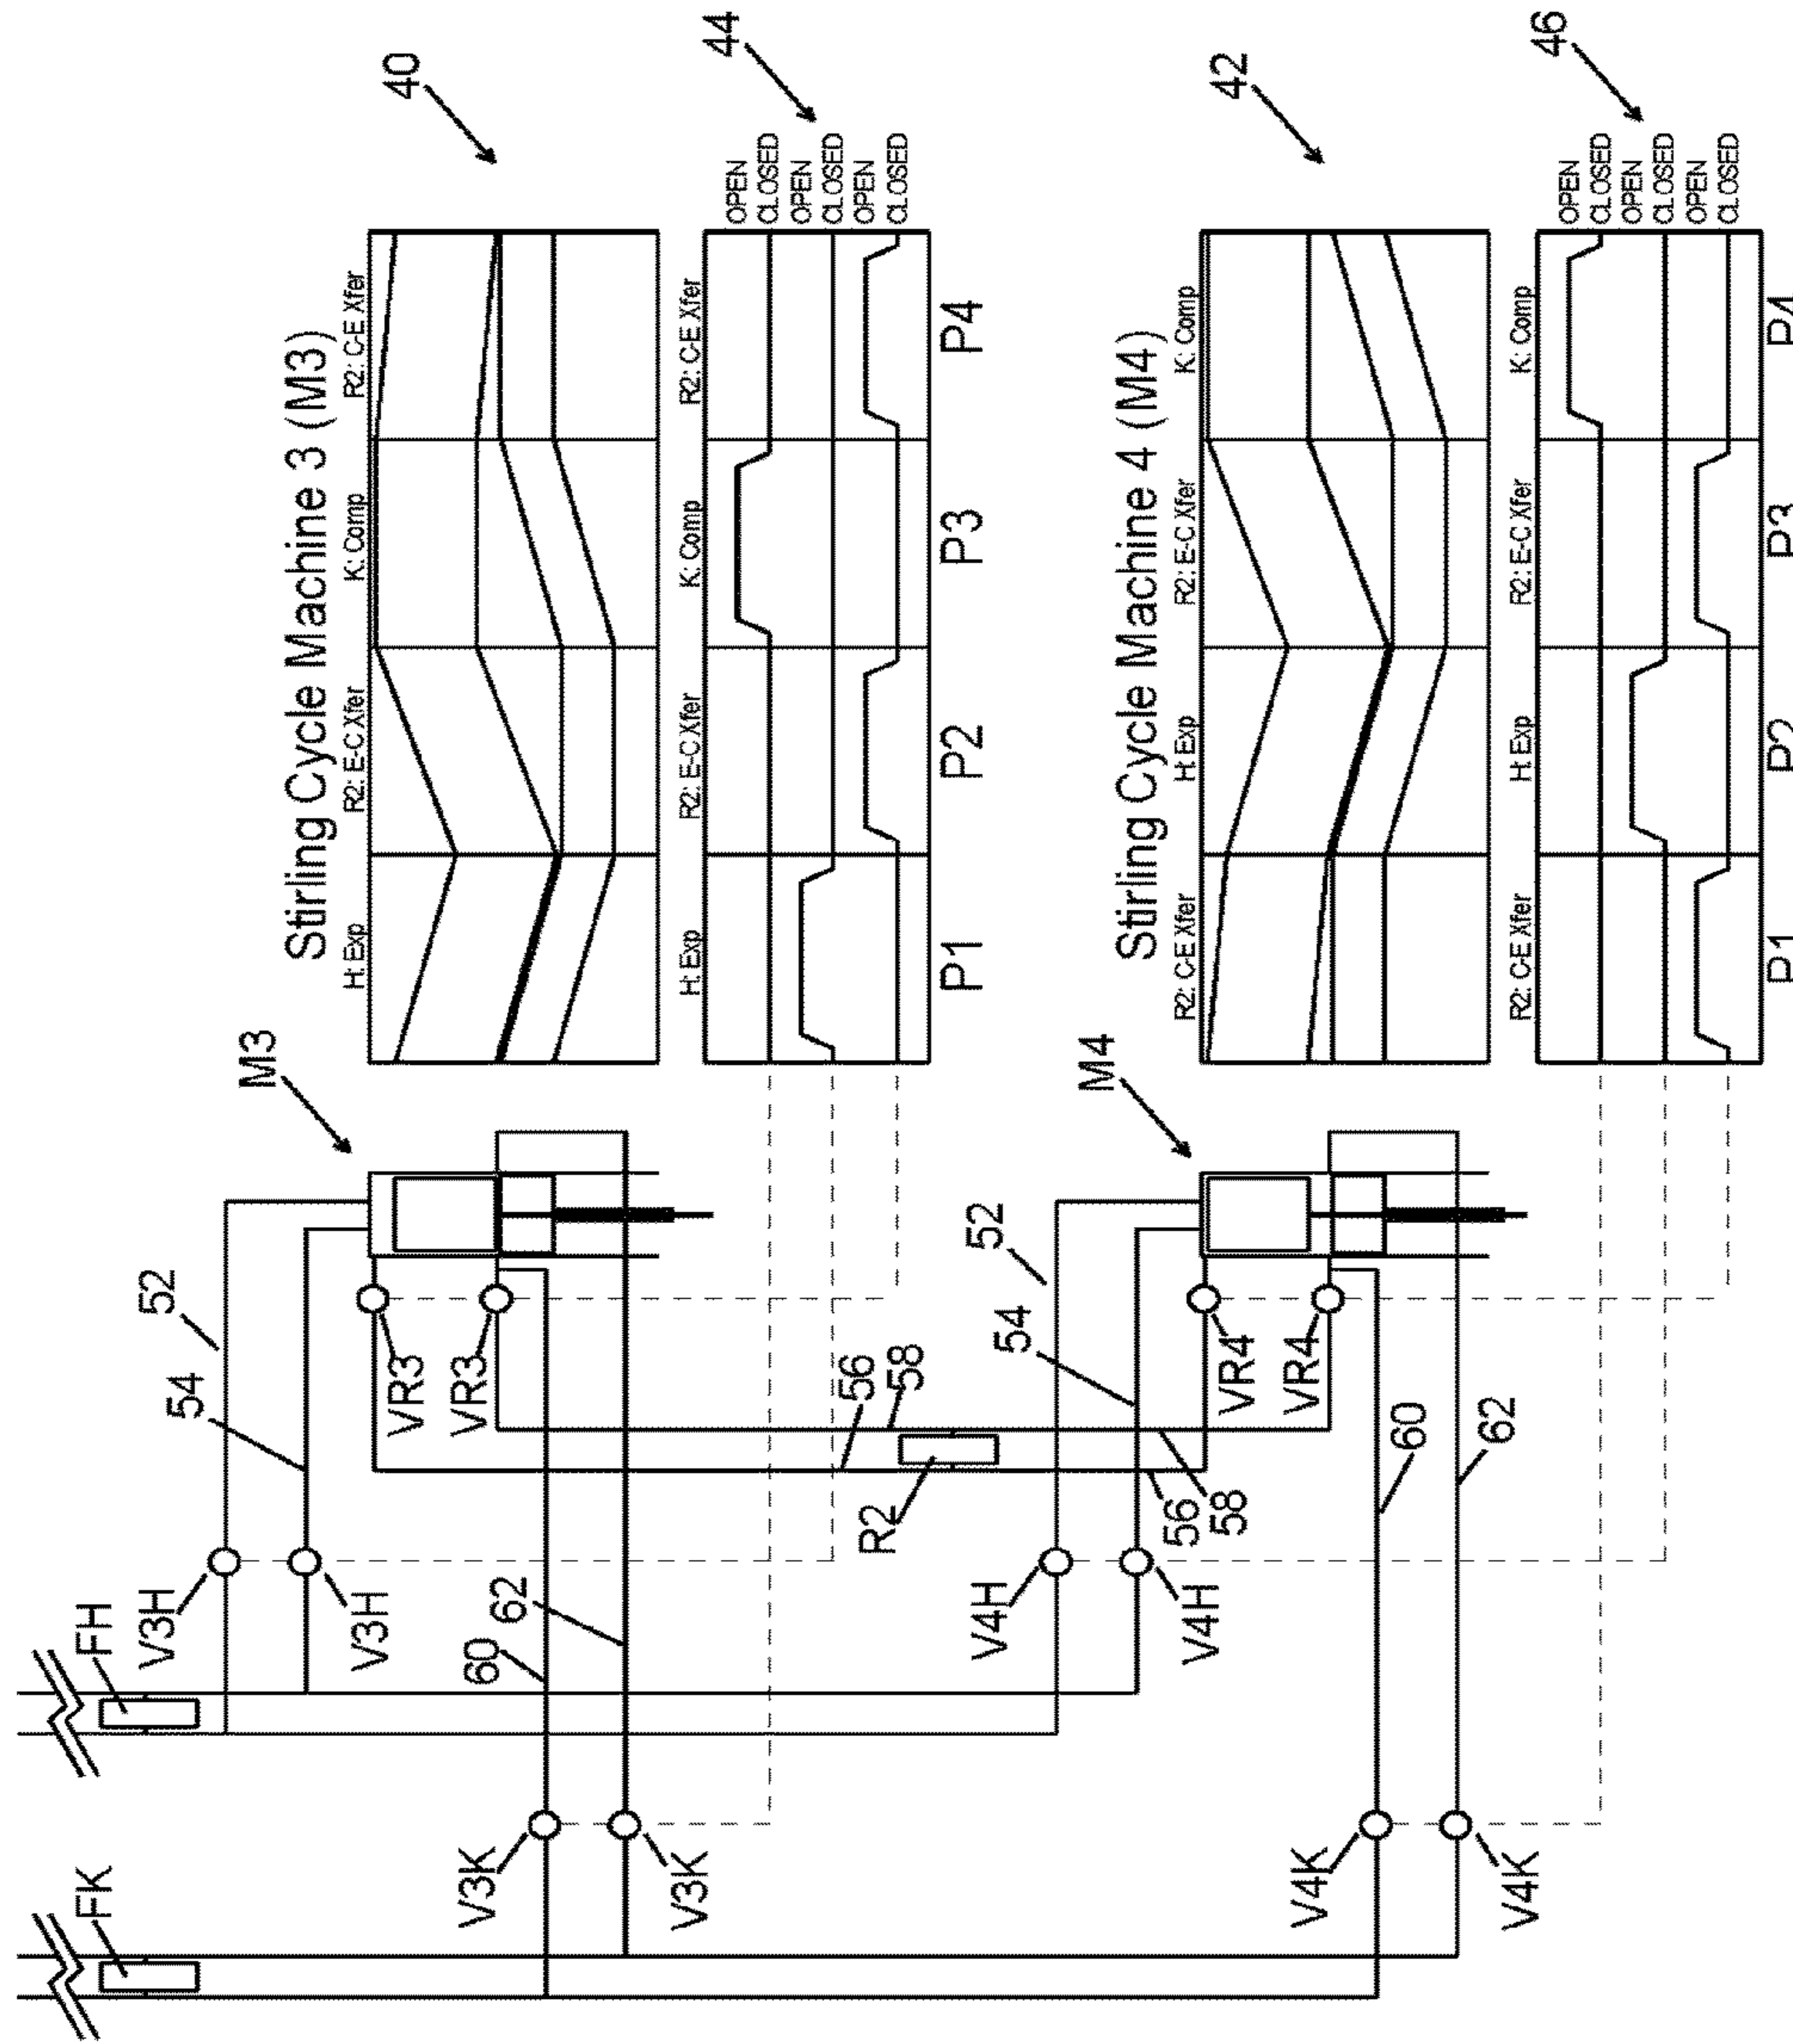 Stirling Cycle Machine 3 (M3)
40
H: Exp
R2: E-C Xfer
K: Comp
R2: C-E Xfer
44
H: Exp
R2: E-C Xfer
K: Comp
R2: C-E Xfer
OPEN
CLOSED
OPEN
CLOSED
OPEN
CLOSED
P1
P2
P3
P4
Stirling Cycle Machine 4 (M4)
42
R2: C-E Xfer
H: Exp
R2: E-C Xfer
K: Comp
46
R2: C-E Xfer
H: Exp
R2: E-C Xfer
K: Comp
OPEN
CLOSED
OPEN
CLOSED
OPEN
CLOSED
P1
P2
P3
P4
FK
FH
V3H
V3H
54
52
M3
VR3
VR3
V3K
V3K
60
62
56
58
R2
56
58
V4H
V4H
54
52
M4
VR4
VR4
V4K
V4K
60
62